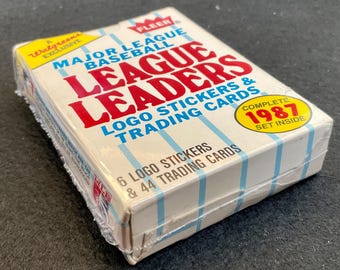 FLEER
A
Walgreens
EXCLUSIVE
MAJOR LEAGUE
BASEBALL
LEAGUE
LEADERS
LOGO STICKERS &
TRADING CARDS
COMPLETE
1987
SET INSIDE
6 LOGO STICKERS
& 44 TRADING CARDS